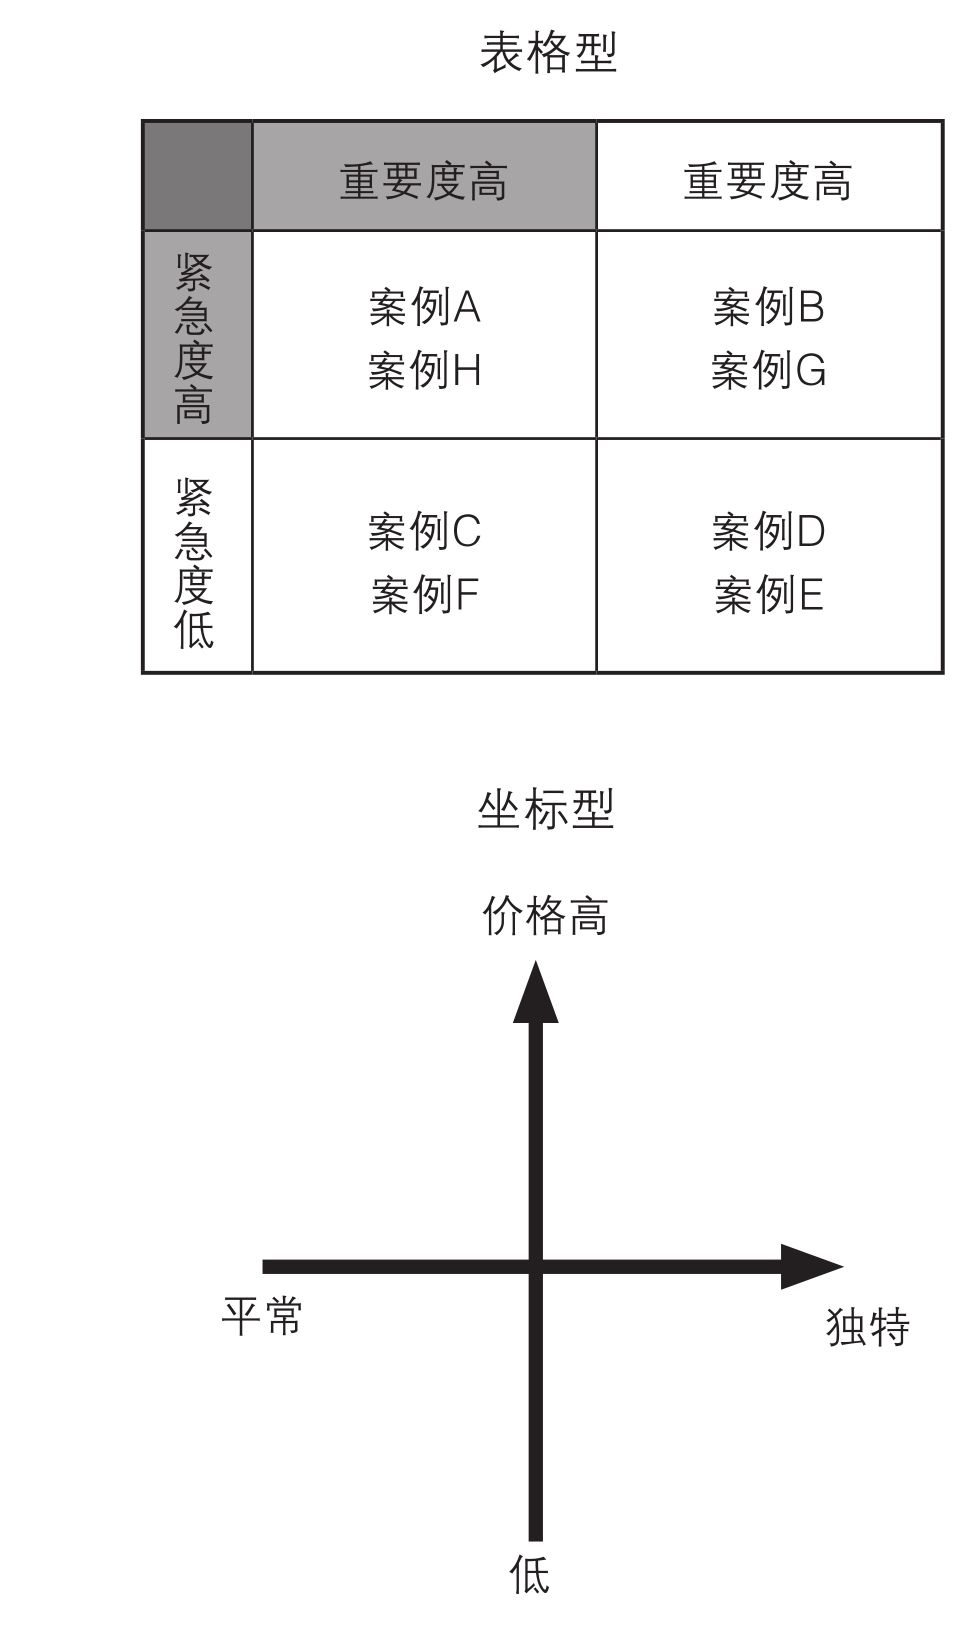 表格型
重要度高 重要度高
紧急度高
案例A 案例B
案例H 案例G
紧急度低
案例C 案例D
案例F 案例E
坐标型
价格高
平常
独特
低